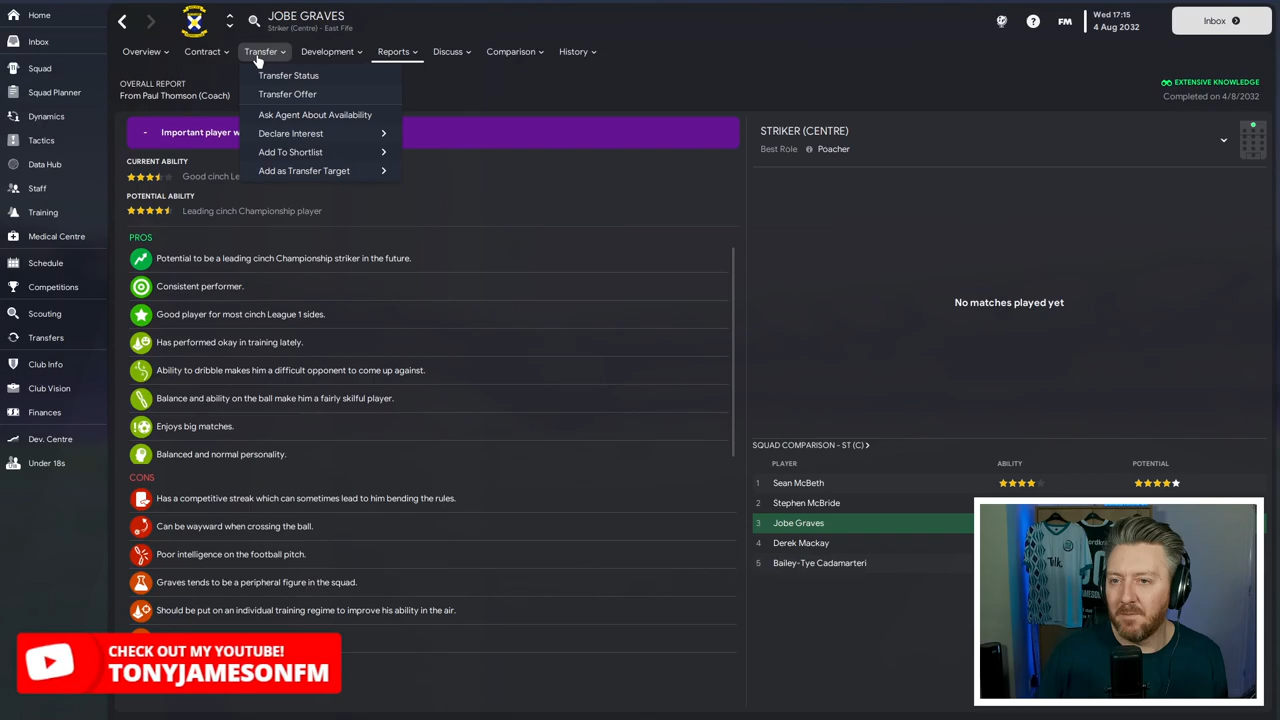 JOBE GRAVES
Striker (Centre) - East Fife
FM
Wed 17:15
4 Aug 2032
Inbox
Home
Inbox
Squad
Squad Planner
Dynamics
Tactics
Data Hub
Staff
Training
Medical Centre
Schedule
Competitions
Scouting
Transfers
Club Info
Club Vision
Finances
Dev. Centre
Under 18s
Overview
Contract
Transfer
Development
Reports
Discuss
Comparison
History
Transfer Status
Transfer Offer
Ask Agent About Availability
Declare Interest
Add To Shortlist
Add as Transfer Target
OVERALL REPORT
From Paul Thomson (Coach)
EXTENSIVE KNOWLEDGE
Completed on 4/8/2032
- Important player w
CURRENT ABILITY
Good cinch Le
POTENTIAL ABILITY
Leading cinch Championship player
PROS
Potential to be a leading cinch Championship striker in the future.
Consistent performer.
Good player for most cinch League 1 sides.
Has performed okay in training lately.
Ability to dribble makes him a difficult opponent to come up against.
Balance and ability on the ball make him a fairly skilful player.
Enjoys big matches.
Balanced and normal personality.
CONS
Has a competitive streak which can sometimes lead to him bending the rules.
Can be wayward when crossing the ball.
Poor intelligence on the football pitch.
Graves tends to be a peripheral figure in the squad.
Should be put on an individual training regime to improve his ability in the air.
STRIKER (CENTRE)
Best Role Poacher
No matches played yet
SQUAD COMPARISON - ST (C)
PLAYER ABILITY POTENTIAL
1 Sean McBeth
2 Stephen McBride
3 Jobe Graves
4 Derek Mackay
5 Bailey-Tye Cadamarteri
CHECK OUT MY YOUTUBE!
TONYJAMESONFM